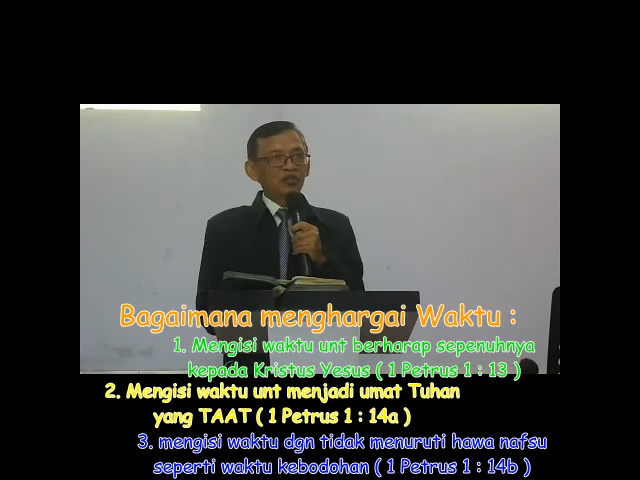 Bagaimana menghargai Waktu :
1. Mengisi waktu unt berharap sepenuhnya
kepada Kristus Yesus ( 1 Petrus 1 : 13 )
2. Mengisi waktu unt menjadi umat Tuhan
yang TAAT ( 1 Petrus 1 : 14a )
3. mengisi waktu dgn tidak menuruti hawa nafsu
seperti waktu kebodohan ( 1 Petrus 1 : 14b )